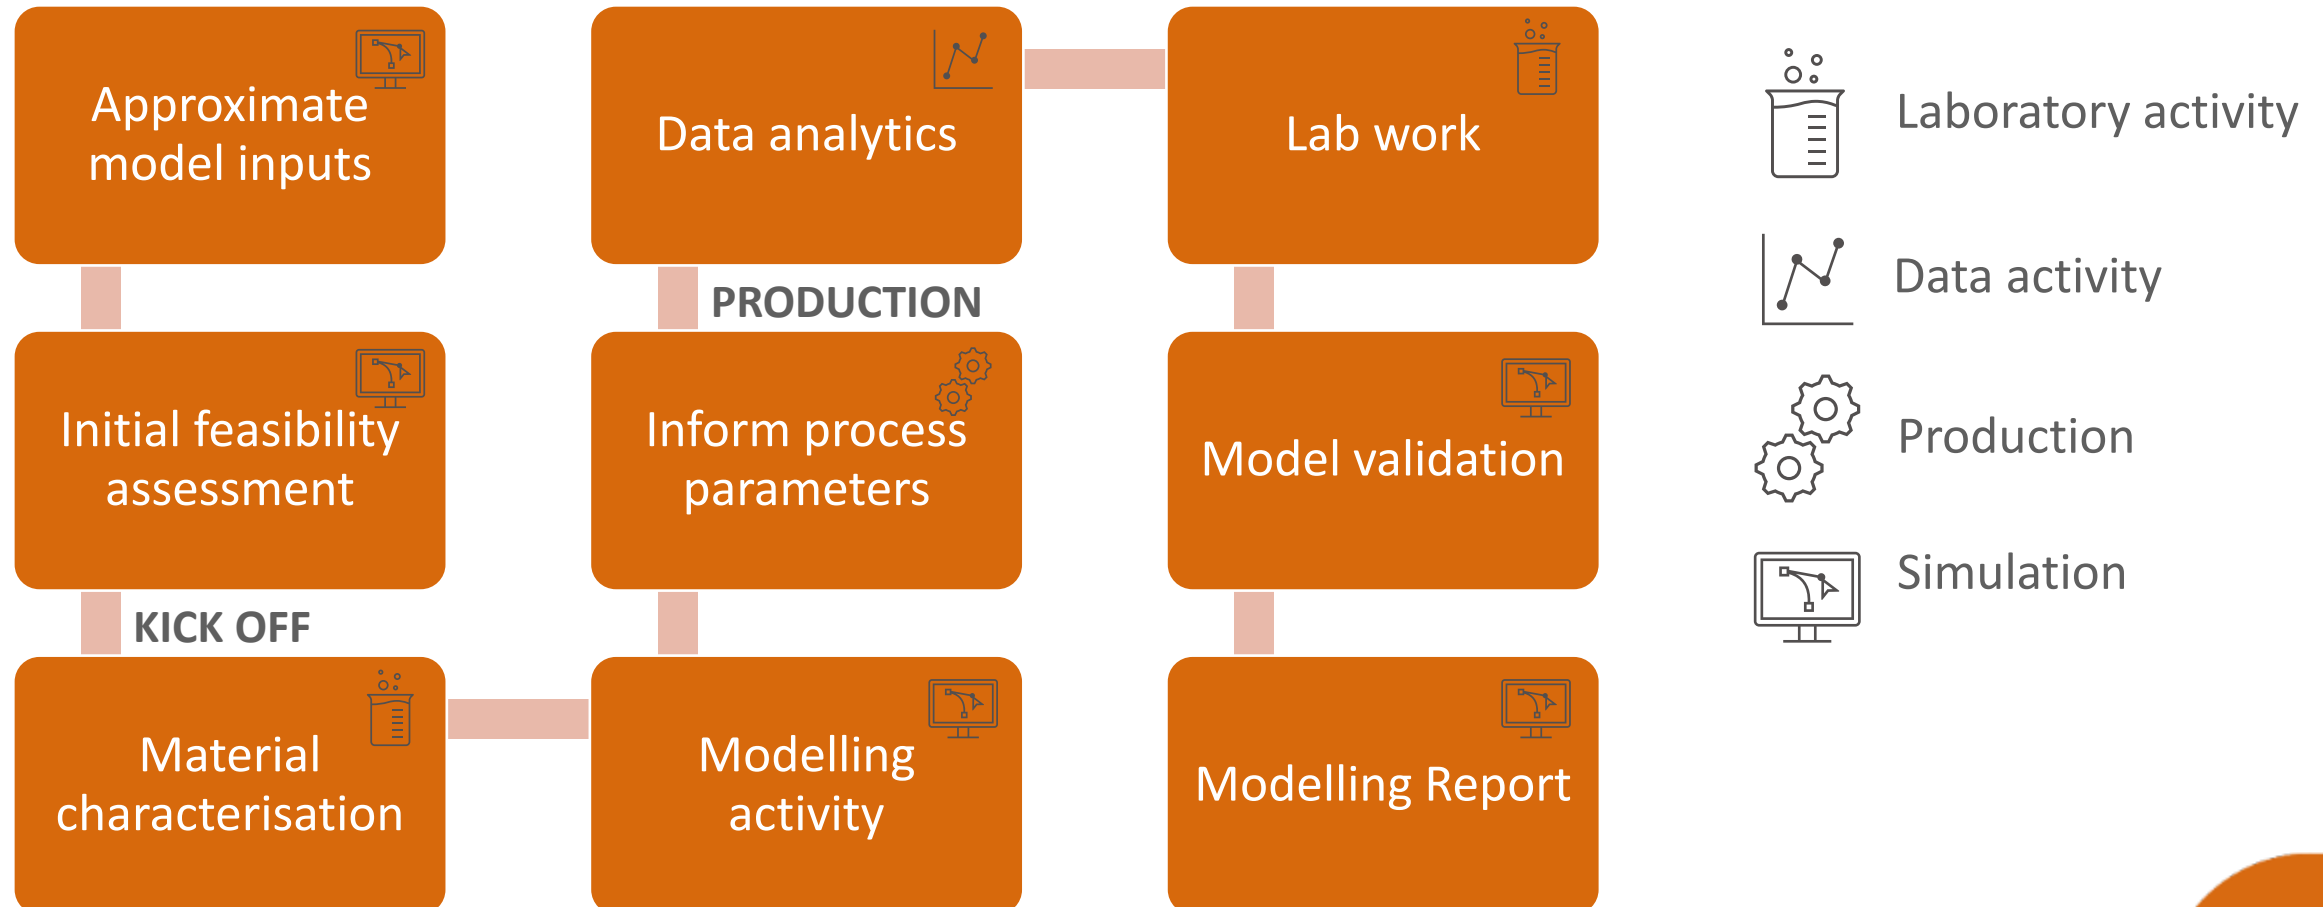 Approximate
model inputs
Initial feasibility
assessment
KICK OFF
Material
characterisation
Modelling
activity
Inform process
parameters
PRODUCTION
Data analytics
Lab work
Model validation
Modelling Report
Laboratory activity
Data activity
Production
Simulation